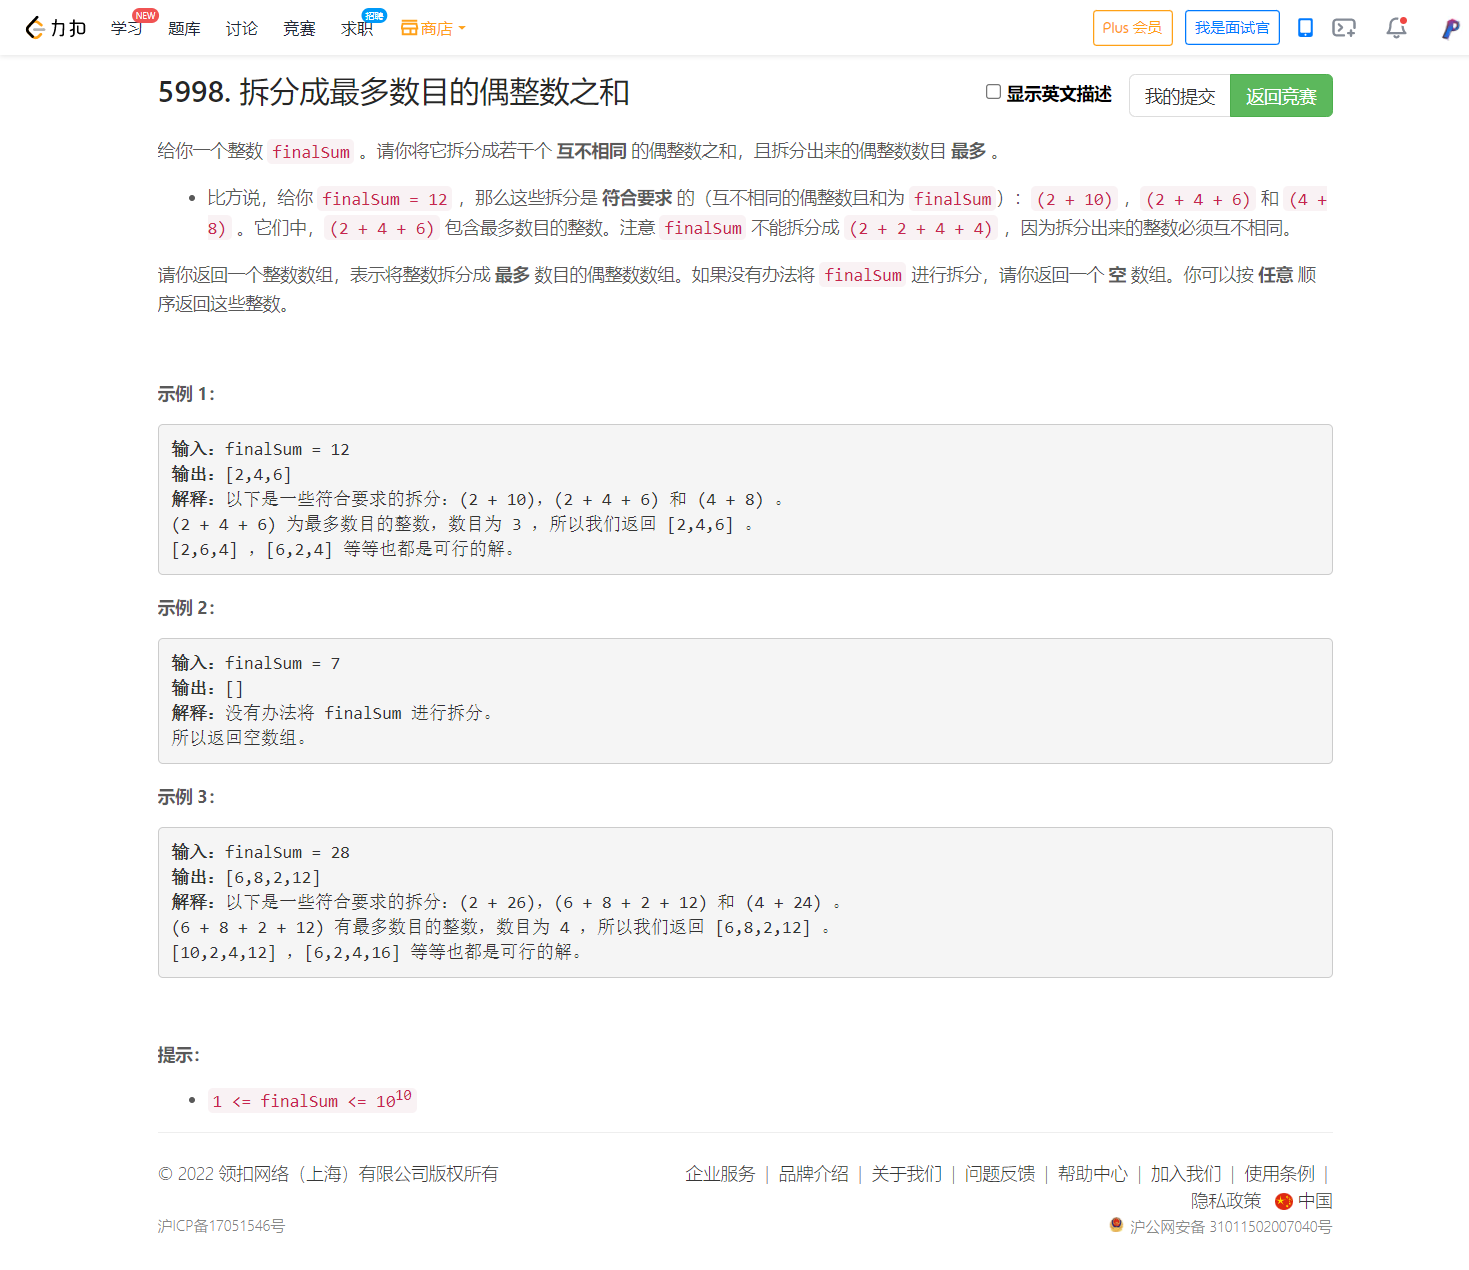 力扣 学习 NEW 题库 讨论 竞赛 求职 招聘 商店 Plus 会员 我是面试官
5998. 拆分成最多数目的偶整数之和 显示英文描述 我的提交 返回竞赛
给你一个整数 finalSum 。请你将它拆分成若干个 互不相同 的偶整数之和，且拆分出来的偶整数数目 最多 。
比方说，给你 finalSum = 12 ，那么这些拆分是 符合要求 的（互不相同的偶整数且和为 finalSum）：(2 + 10) ，(2 + 4 + 6) 和 (4 +
8) 。它们中，(2 + 4 + 6) 包含最多数目的整数。注意 finalSum 不能拆分成 (2 + 2 + 4 + 4) ，因为拆分出来的整数必须互不相同。
请你返回一个整数数组，表示将整数拆分成 最多 数目的偶整数数组。如果没有办法将 finalSum 进行拆分，请你返回一个 空 数组。你可以按 任意 顺
序返回这些整数。
示例 1：
输入：finalSum = 12
输出：[2,4,6]
解释：以下是一些符合要求的拆分：(2 + 10)，(2 + 4 + 6) 和 (4 + 8) 。
(2 + 4 + 6) 为最多数目的整数，数目为 3 ，所以我们返回 [2,4,6] 。
[2,6,4] ，[6,2,4] 等等也都是可行的解。
示例 2：
输入：finalSum = 7
输出：[]
解释：没有办法将 finalSum 进行拆分。
所以返回空数组。
示例 3：
输入：finalSum = 28
输出：[6,8,2,12]
解释：以下是一些符合要求的拆分：(2 + 26)，(6 + 8 + 2 + 12) 和 (4 + 24) 。
(6 + 8 + 2 + 12) 有最多数目的整数，数目为 4 ，所以我们返回 [6,8,2,12] 。
[10,2,4,12] ，[6,2,4,16] 等等也都是可行的解。
提示：
1 <= finalSum <= 10^10
© 2022 领扣网络（上海）有限公司版权所有 企业服务 | 品牌介绍 | 关于我们 | 问题反馈 | 帮助中心 | 加入我们 | 使用条例 |
隐私政策 中国
沪ICP备17051546号 沪公网安备 31011502007040号